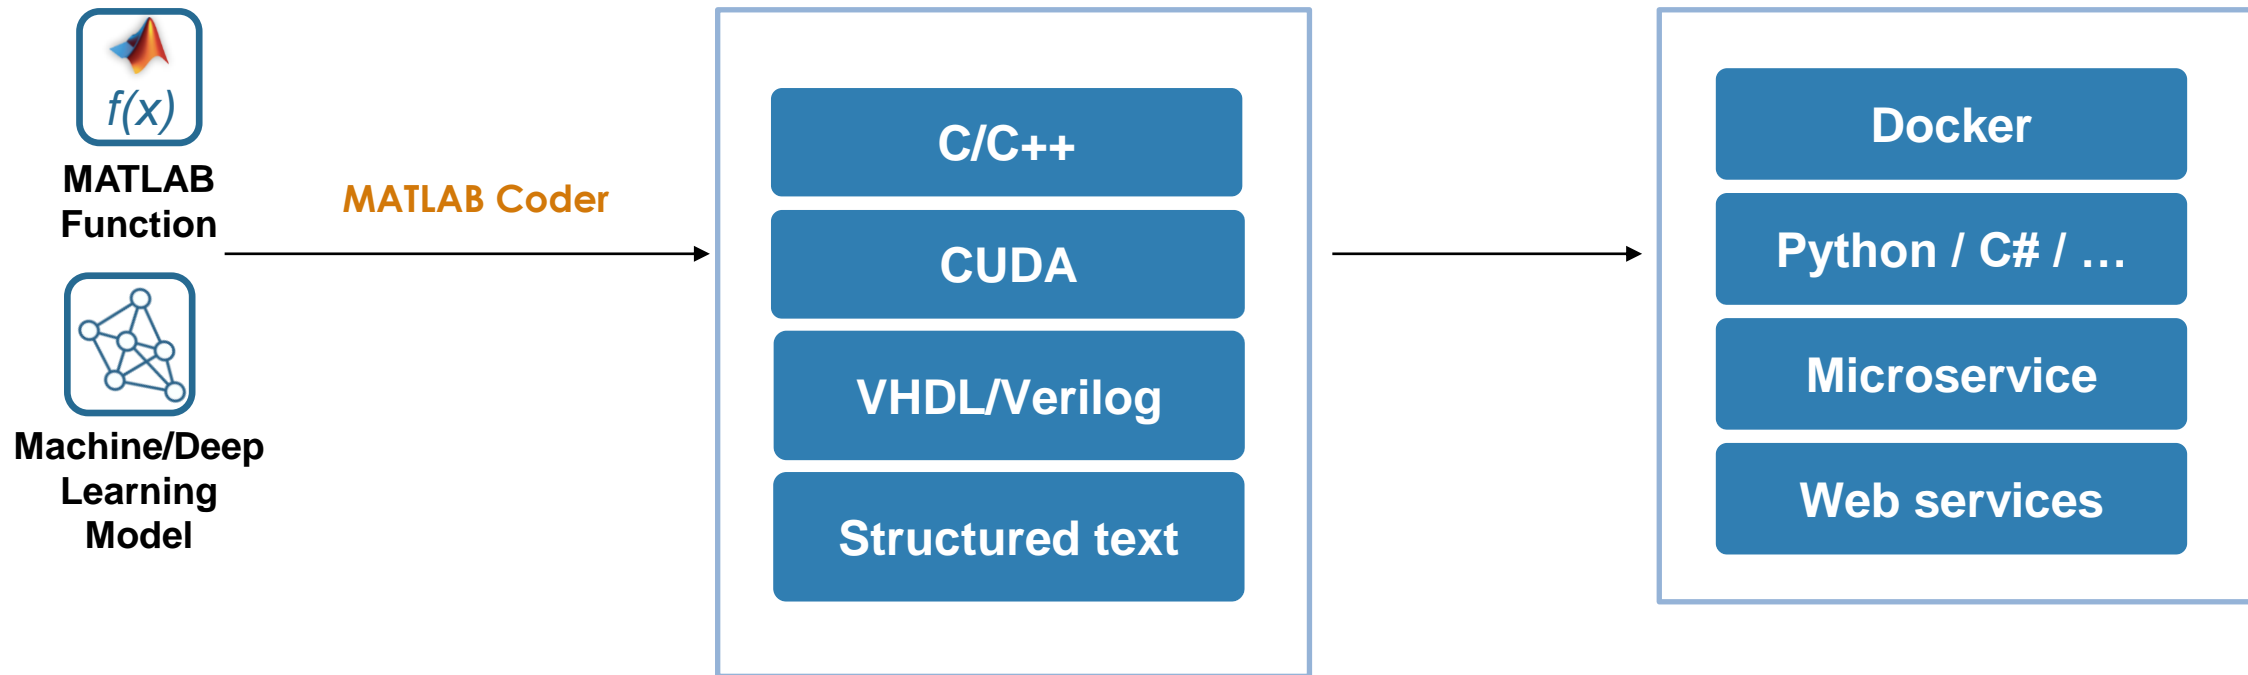 f(x)
MATLAB
Function
Machine/Deep
Learning
Model
MATLAB Coder
C/C++
CUDA
VHDL/Verilog
Structured text
Docker
Python / C# / …
Microservice
Web services